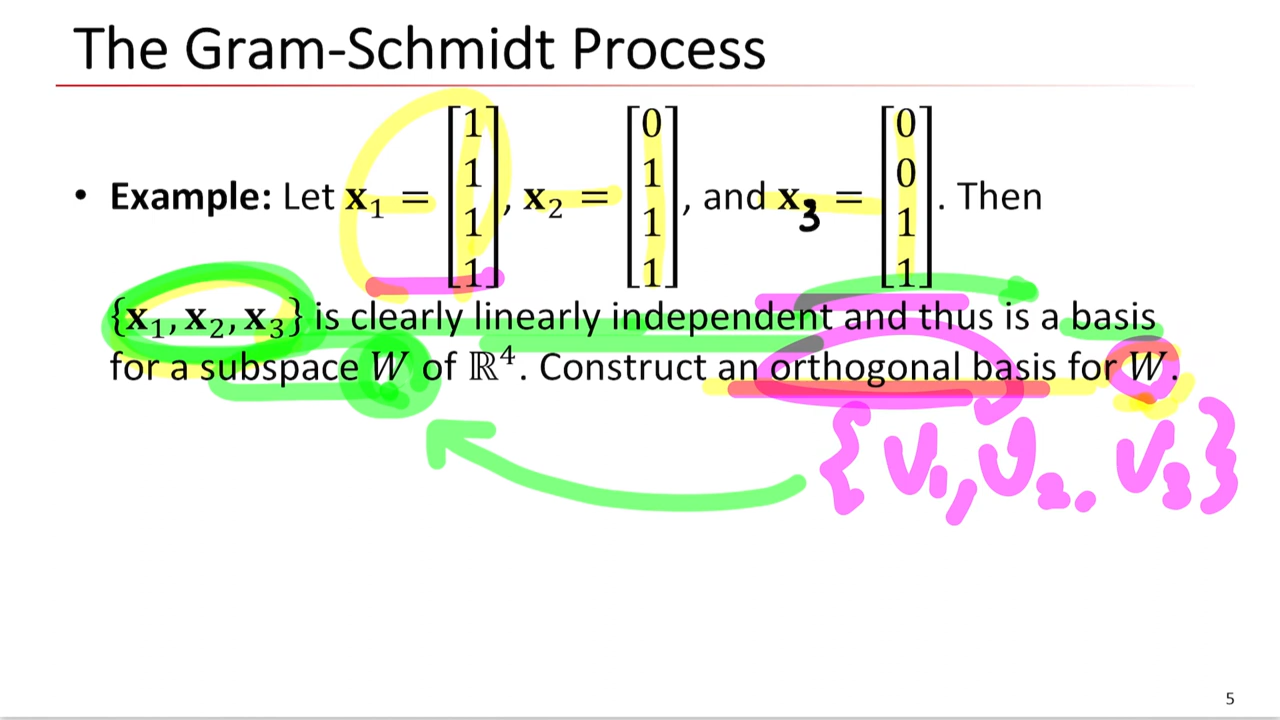 The Gram-Schmidt Process
• Example: Let x₁ = [1 1 1 1], x₂ = [0 1 1 1], and x₃ = [0 0 1 1]. Then
{x₁, x₂, x₃} is clearly linearly independent and thus is a basis
for a subspace W of ℝ⁴. Construct an orthogonal basis for W.
{v₁, v₂. v₃}
5